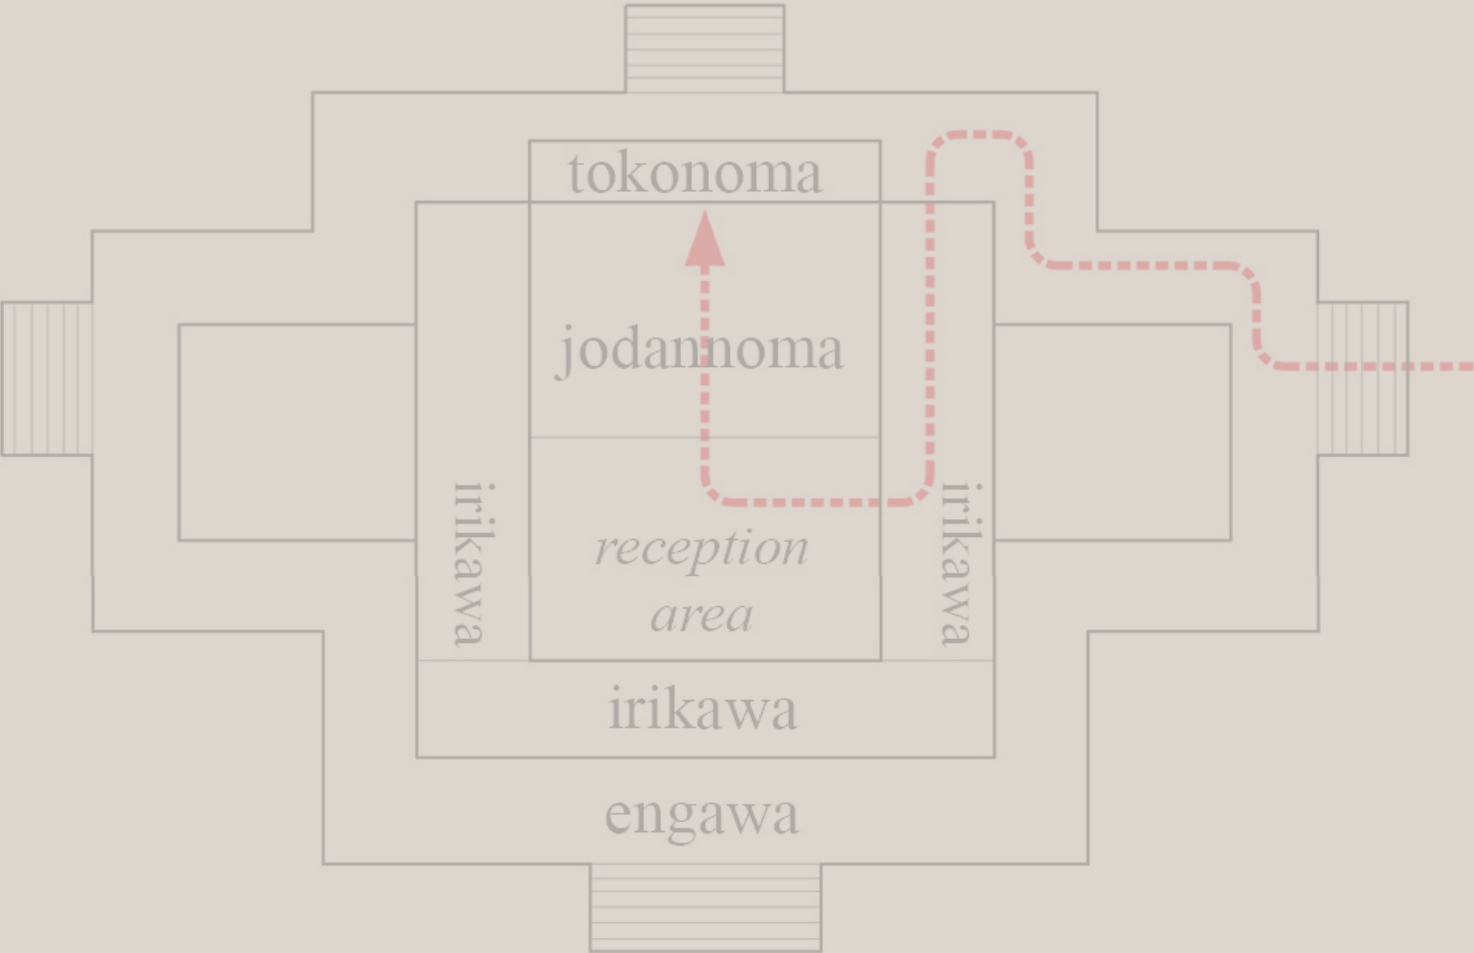 tokonoma
jodannoma
irikawa
reception
area
irikawa
irikawa
engawa